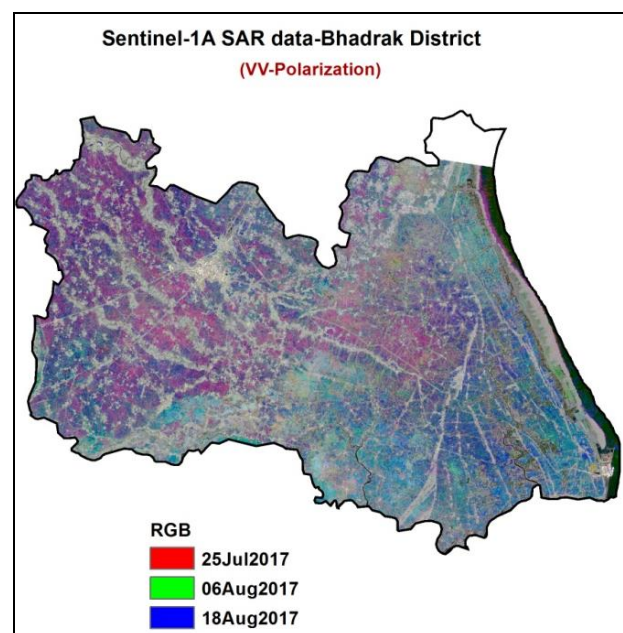 Sentinel-1A SAR data-Bhadrak District
(VV-Polarization)
RGB
25Jul2017
06Aug2017
18Aug2017